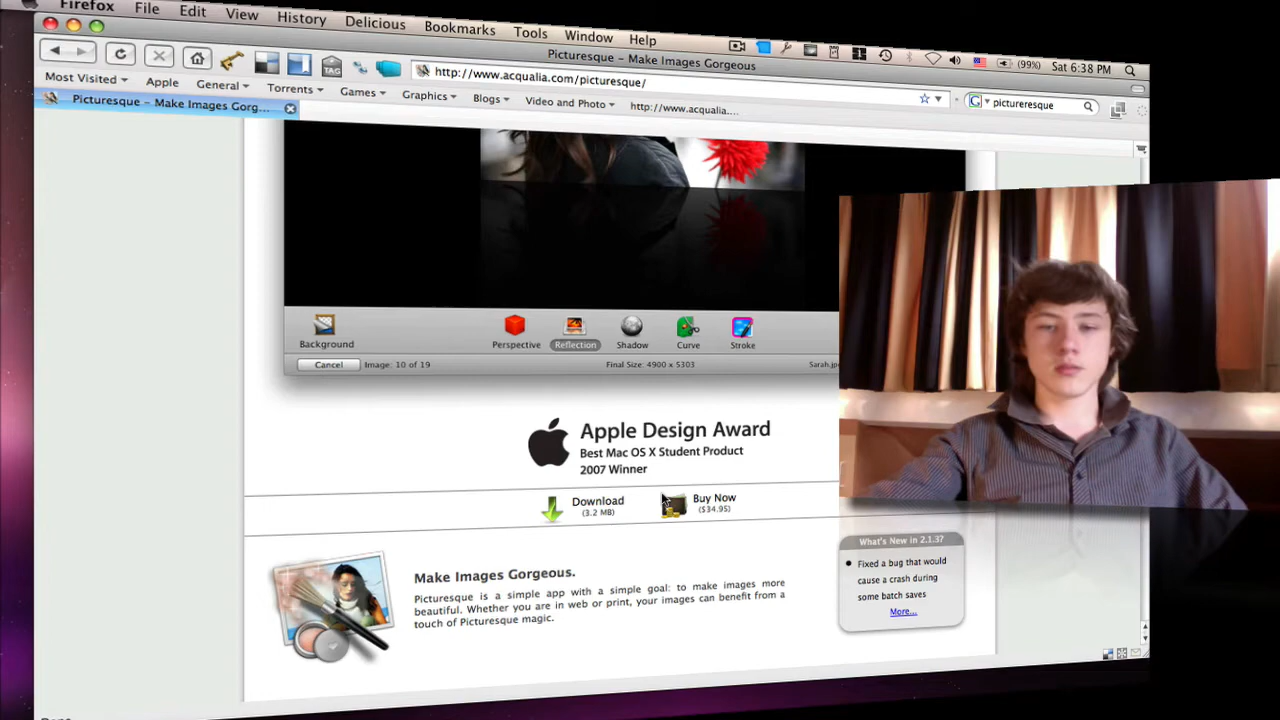 Firefox File Edit View History Delicious Bookmarks Tools Window Help (99%) Sat 6:38 PM
Picturesque – Make Images Gorgeous
TAG http://www.acqualia.com/picturesque/ pictureresque
Most Visited Apple General Torrents Games Graphics Blogs Video and Photo http://www.acqualia....
Picturesque – Make Images Gorg...
Background Perspective Reflection Shadow Curve Stroke
Cancel Image: 10 of 19 Final Size: 4900 x 5303 Sarah.jp
Apple Design Award
Best Mac OS X Student Product
2007 Winner
Download
(3.2 MB)
Buy Now
($34.95)
Make Images Gorgeous.
Picturesque is a simple app with a simple goal: to make images more
beautiful. Whether you are in web or print, your images can benefit from a
touch of Picturesque magic.
What's New in 2.1.3?
Fixed a bug that would
cause a crash during
some batch saves
More...